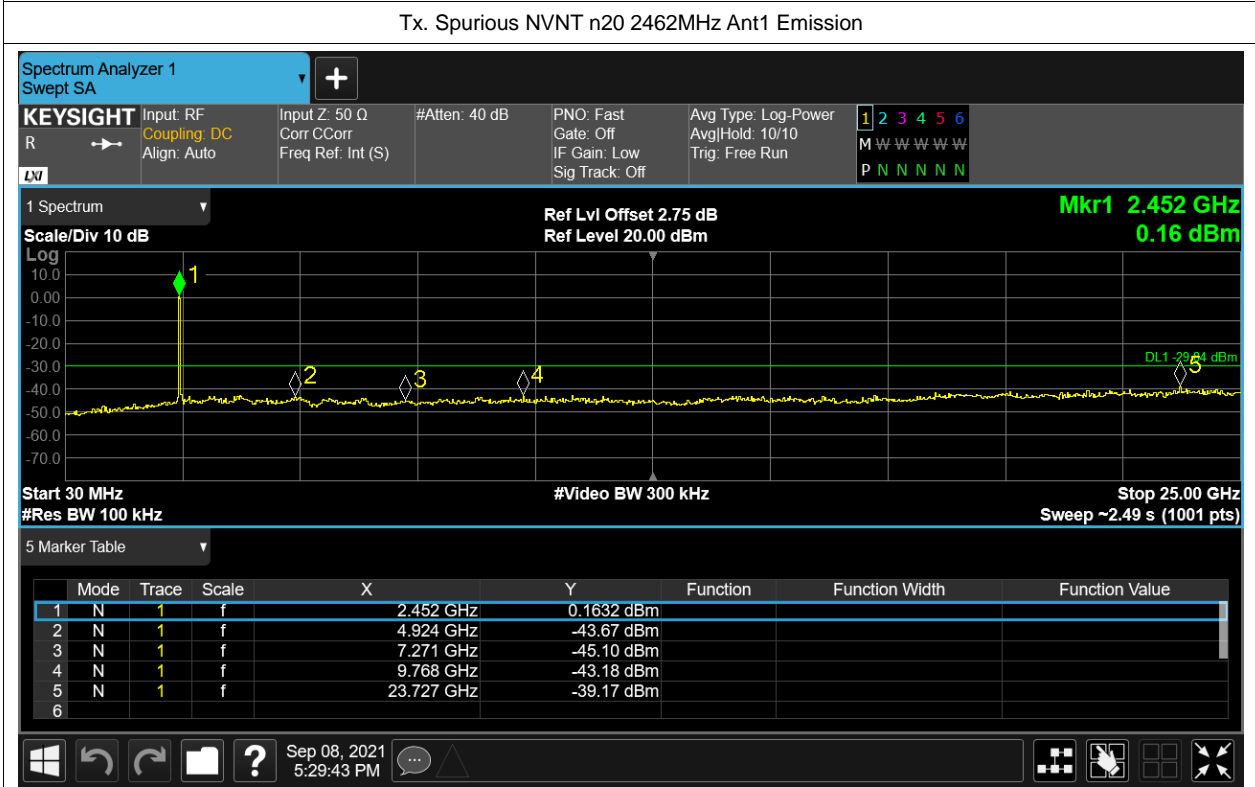 Tx. Spurious NVNT n20 2462MHz Ant1 Emission
Spectrum Analyzer 1
Swept SA
KEYSIGHT
R
LXI
Input: RF
Coupling: DC
Align: Auto
Input Z: 50 Ω
Corr CCorr
Freq Ref: Int (S)
#Atten: 40 dB
PNO: Fast
Gate: Off
IF Gain: Low
Sig Track: Off
Avg Type: Log-Power
Avg|Hold: 10/10
Trig: Free Run
1 2 3 4 5 6
M W W W W W
P N N N N N
1 Spectrum
Scale/Div 10 dB
Ref Lvl Offset 2.75 dB
Ref Level 20.00 dBm
Mkr1 2.452 GHz
0.16 dBm
Log
10.0
0.00
-10.0
-20.0
-30.0
-40.0
-50.0
-60.0
-70.0
1
2
3
4
5
DL1 -29.84 dBm
Start 30 MHz
#Res BW 100 kHz
#Video BW 300 kHz
Stop 25.00 GHz
Sweep ~2.49 s (1001 pts)
5 Marker Table
Mode Trace Scale X Y Function Function Width Function Value
1 N 1 f 2.452 GHz 0.1632 dBm
2 N 1 f 4.924 GHz -43.67 dBm
3 N 1 f 7.271 GHz -45.10 dBm
4 N 1 f 9.768 GHz -43.18 dBm
5 N 1 f 23.727 GHz -39.17 dBm
6
?
Sep 08, 2021
5:29:43 PM